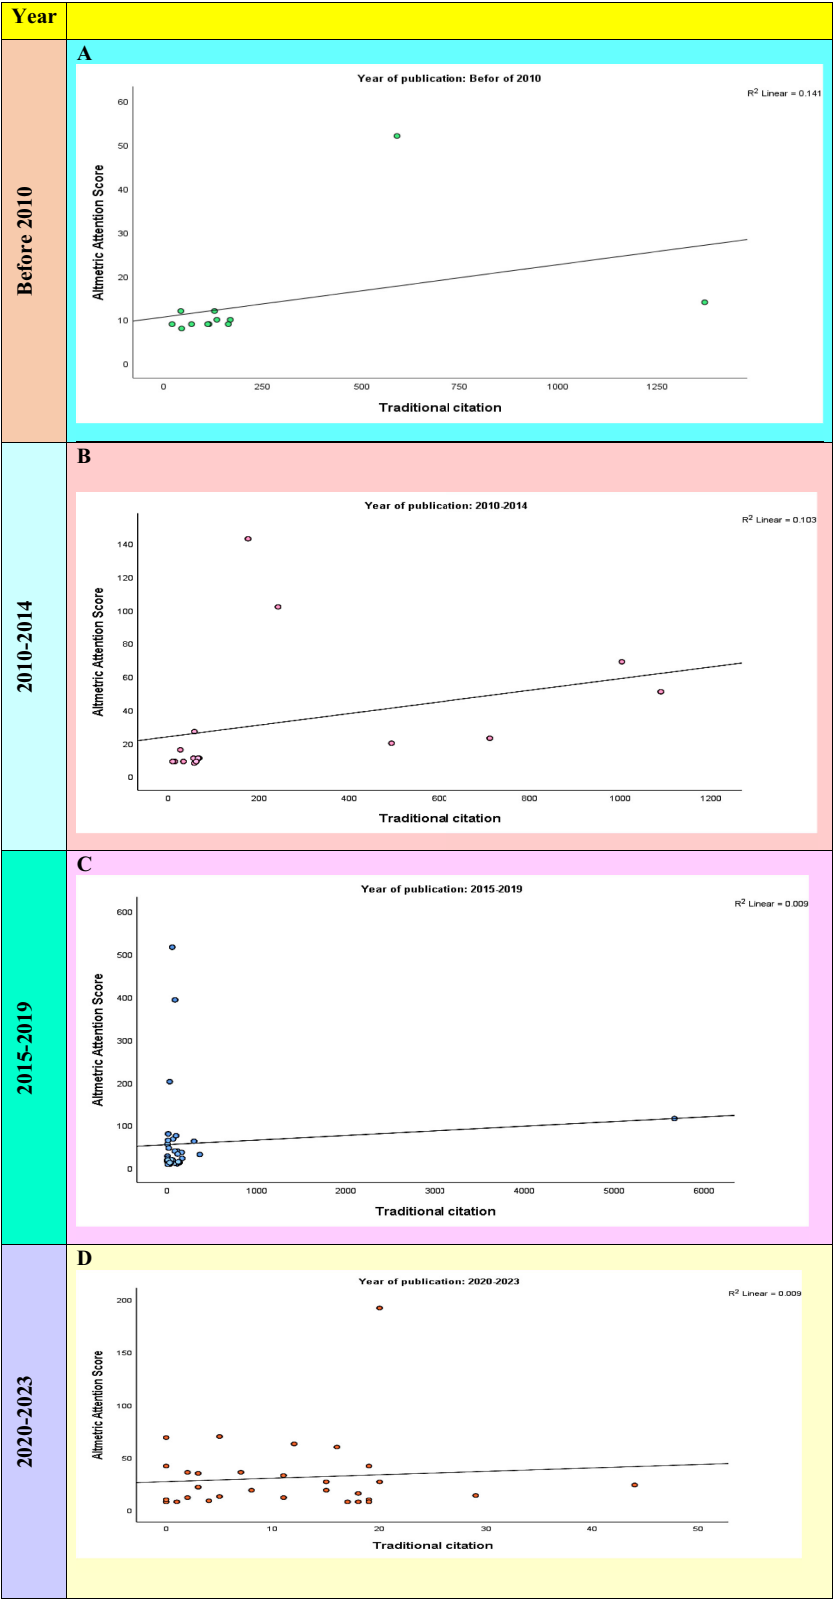 Year
Before 2010
A
Year of publication: Befor of 2010
R2 Linear = 0.141
Altmetric Attention Score
60
50
40
30
20
10
0
0 250 500 750 1000 1250
Traditional citation
2010-2014
B
Year of publication: 2010-2014
R2 Linear = 0.103
Altmetric Attention Score
140
120
100
80
60
40
20
0
0 200 400 600 800 1000 1200
Traditional citation
2015-2019
C
Year of publication: 2015-2019
R2 Linear = 0.009
Altmetric Attention Score
600
500
400
300
200
100
0
0 1000 2000 3000 4000 5000 6000
Traditional citation
2020-2023
D
Year of publication: 2020-2023
R2 Linear = 0.009
Altmetric Attention Score
200
150
100
50
0
0 10 20 30 40 50
Traditional citation